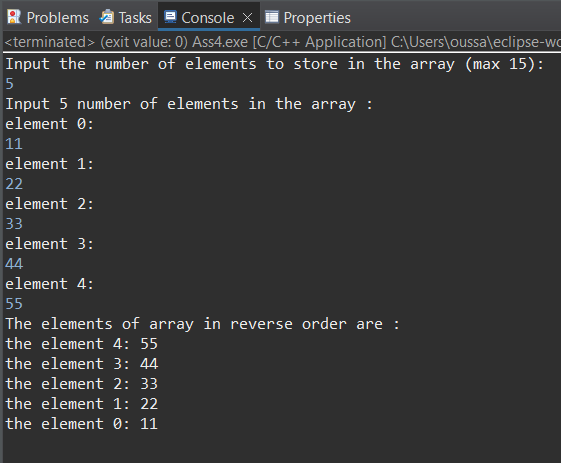 Problems Tasks Console Properties
<terminated> (exit value: 0) Ass4.exe [C/C++ Application] C:\Users\oussa\eclipse-wo
Input the number of elements to store in the array (max 15):
5
Input 5 number of elements in the array :
element 0:
11
element 1:
22
element 2:
33
element 3:
44
element 4:
55
The elements of array in reverse order are :
the element 4: 55
the element 3: 44
the element 2: 33
the element 1: 22
the element 0: 11